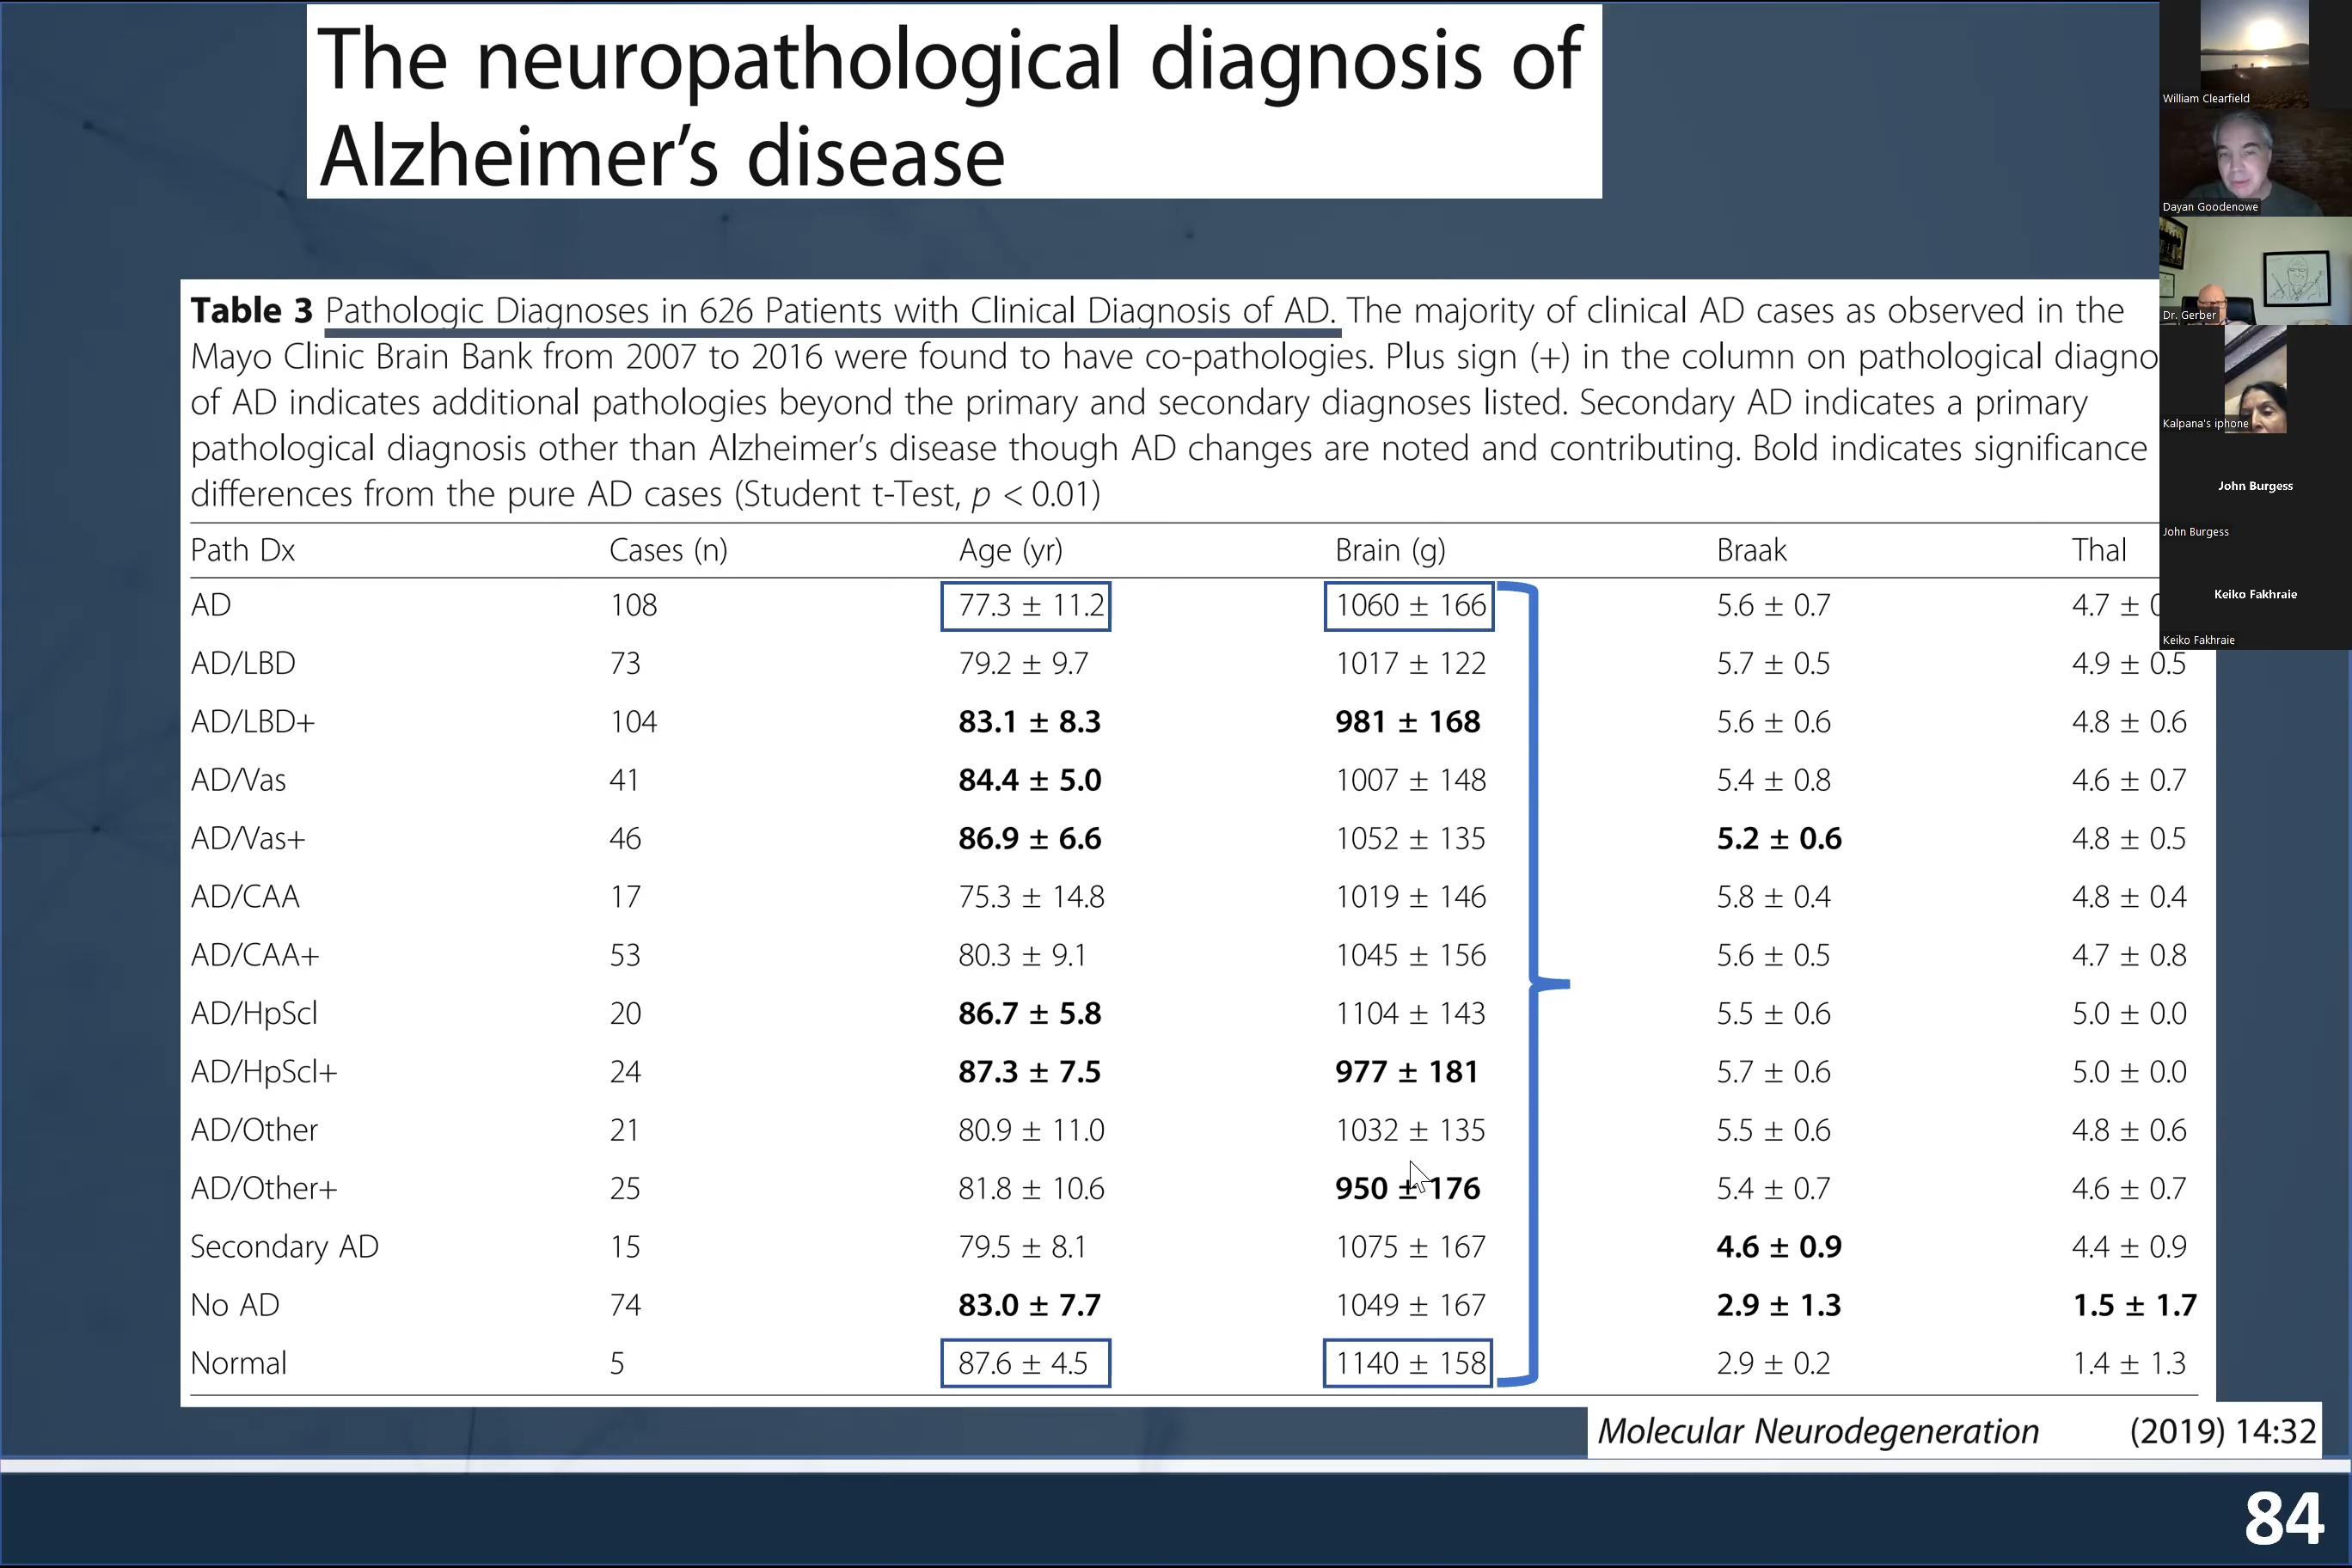 The neuropathological diagnosis of
Alzheimer's disease
Table 3 Pathologic Diagnoses in 626 Patients with Clinical Diagnosis of AD. The majority of clinical AD cases as observed in the
Mayo Clinic Brain Bank from 2007 to 2016 were found to have co-pathologies. Plus sign (+) in the column on pathological diagno
of AD indicates additional pathologies beyond the primary and secondary diagnoses listed. Secondary AD indicates a primary
pathological diagnosis other than Alzheimer's disease though AD changes are noted and contributing. Bold indicates significance
differences from the pure AD cases (Student t-Test, p < 0.01)
Path Dx Cases (n) Age (yr) Brain (g) Braak Thal
AD 108 77.3 ± 11.2 1060 ± 166 5.6 ± 0.7 4.7 ±
AD/LBD 73 79.2 ± 9.7 1017 ± 122 5.7 ± 0.5 4.9 ± 0.5
AD/LBD+ 104 83.1 ± 8.3 981 ± 168 5.6 ± 0.6 4.8 ± 0.6
AD/Vas 41 84.4 ± 5.0 1007 ± 148 5.4 ± 0.8 4.6 ± 0.7
AD/Vas+ 46 86.9 ± 6.6 1052 ± 135 5.2 ± 0.6 4.8 ± 0.5
AD/CAA 17 75.3 ± 14.8 1019 ± 146 5.8 ± 0.4 4.8 ± 0.4
AD/CAA+ 53 80.3 ± 9.1 1045 ± 156 5.6 ± 0.5 4.7 ± 0.8
AD/HpScl 20 86.7 ± 5.8 1104 ± 143 5.5 ± 0.6 5.0 ± 0.0
AD/HpScl+ 24 87.3 ± 7.5 977 ± 181 5.7 ± 0.6 5.0 ± 0.0
AD/Other 21 80.9 ± 11.0 1032 ± 135 5.5 ± 0.6 4.8 ± 0.6
AD/Other+ 25 81.8 ± 10.6 950 ± 176 5.4 ± 0.7 4.6 ± 0.7
Secondary AD 15 79.5 ± 8.1 1075 ± 167 4.6 ± 0.9 4.4 ± 0.9
No AD 74 83.0 ± 7.7 1049 ± 167 2.9 ± 1.3 1.5 ± 1.7
Normal 5 87.6 ± 4.5 1140 ± 158 2.9 ± 0.2 1.4 ± 1.3
Molecular Neurodegeneration (2019) 14:32
84
William Clearfield
Dayan Goodenowe
Dr. Gerber
Kalpana's iphone
John Burgess
John Burgess
Keiko Fakhraie
Keiko Fakhraie